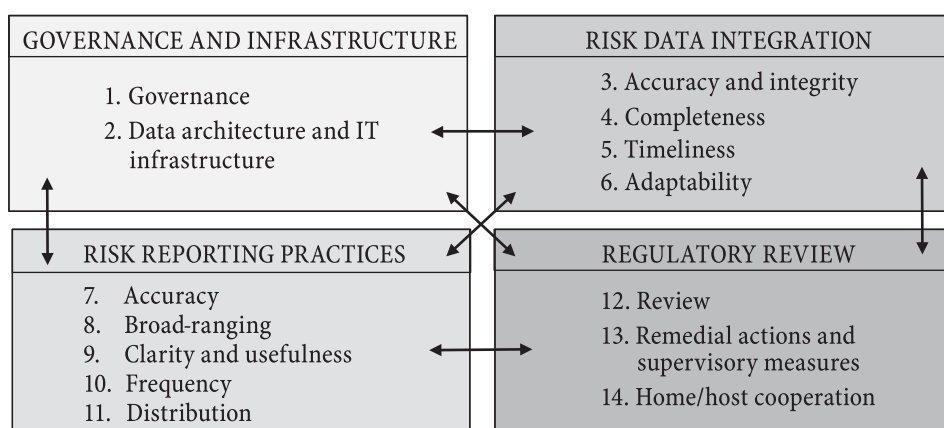 GOVERNANCE AND INFRASTRUCTURE
1. Governance
2. Data architecture and IT
infrastructure
RISK DATA INTEGRATION
3. Accuracy and integrity
4. Completeness
5. Timeliness
6. Adaptability
RISK REPORTING PRACTICES
7. Accuracy
8. Broad-ranging
9. Clarity and usefulness
10. Frequency
11. Distribution
REGULATORY REVIEW
12. Review
13. Remedial actions and
supervisory measures
14. Home/host cooperation